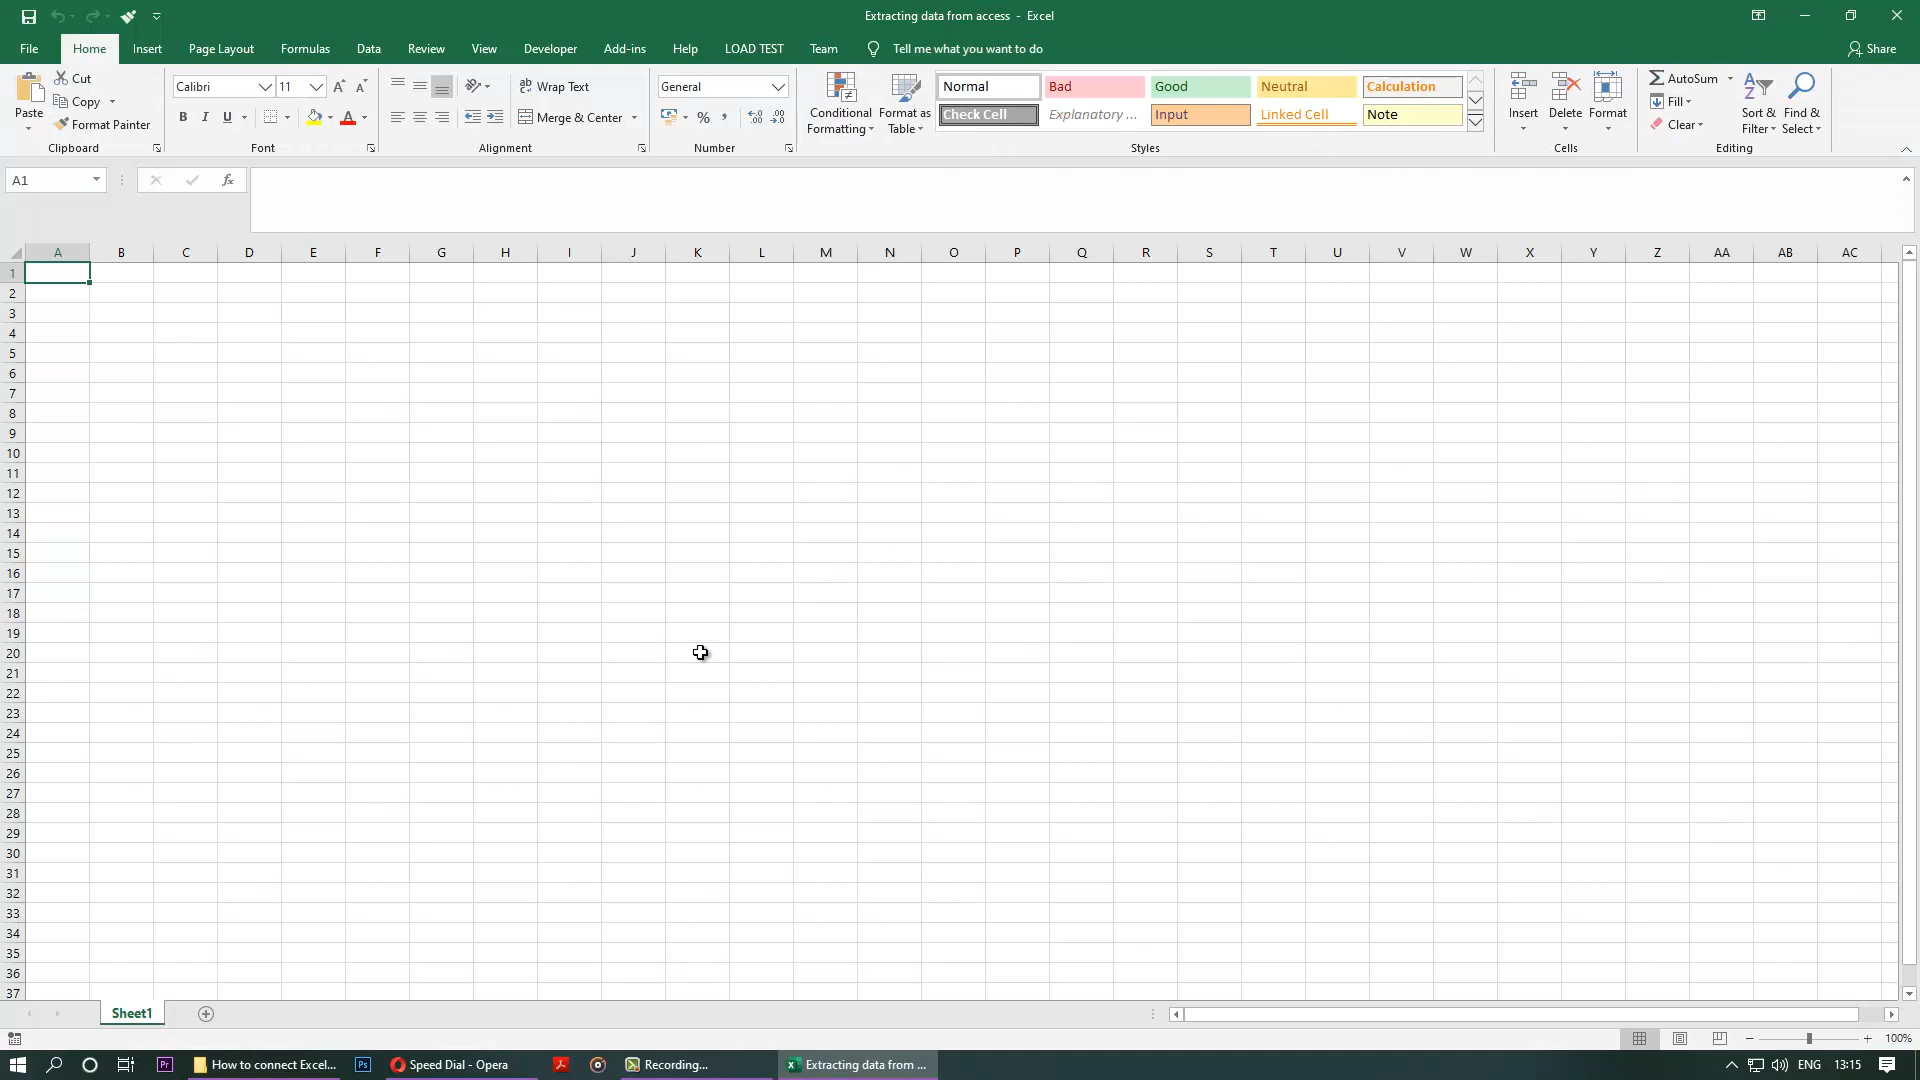 Extracting data from access - Excel
File Home Insert Page Layout Formulas Data Review View Developer Add-ins Help LOAD TEST Team Tell me what you want to do Share
Paste
Cut
Copy
Format Painter
Clipboard
Calibri 11
B I U
Font
Wrap Text
Merge & Center
Alignment
General
% ,
Number
Conditional Formatting
Format as Table
Normal Bad Good Neutral Calculation
Check Cell Explanatory ... Input Linked Cell Note
Styles
Insert Delete Format
Cells
AutoSum
Fill
Clear
Sort & Filter
Find & Select
Editing
A1 fx
A B C D E F G H I J K L M N O P Q R S T U V W X Y Z AA AB AC
1
2
3
4
5
6
7
8
9
10
11
12
13
14
15
16
17
18
19
20
21
22
23
24
25
26
27
28
29
30
31
32
33
34
35
36
37
Sheet1
100%
Pr How to connect Excel... Ps Speed Dial - Opera Recording... Extracting data from ... ENG 13:15